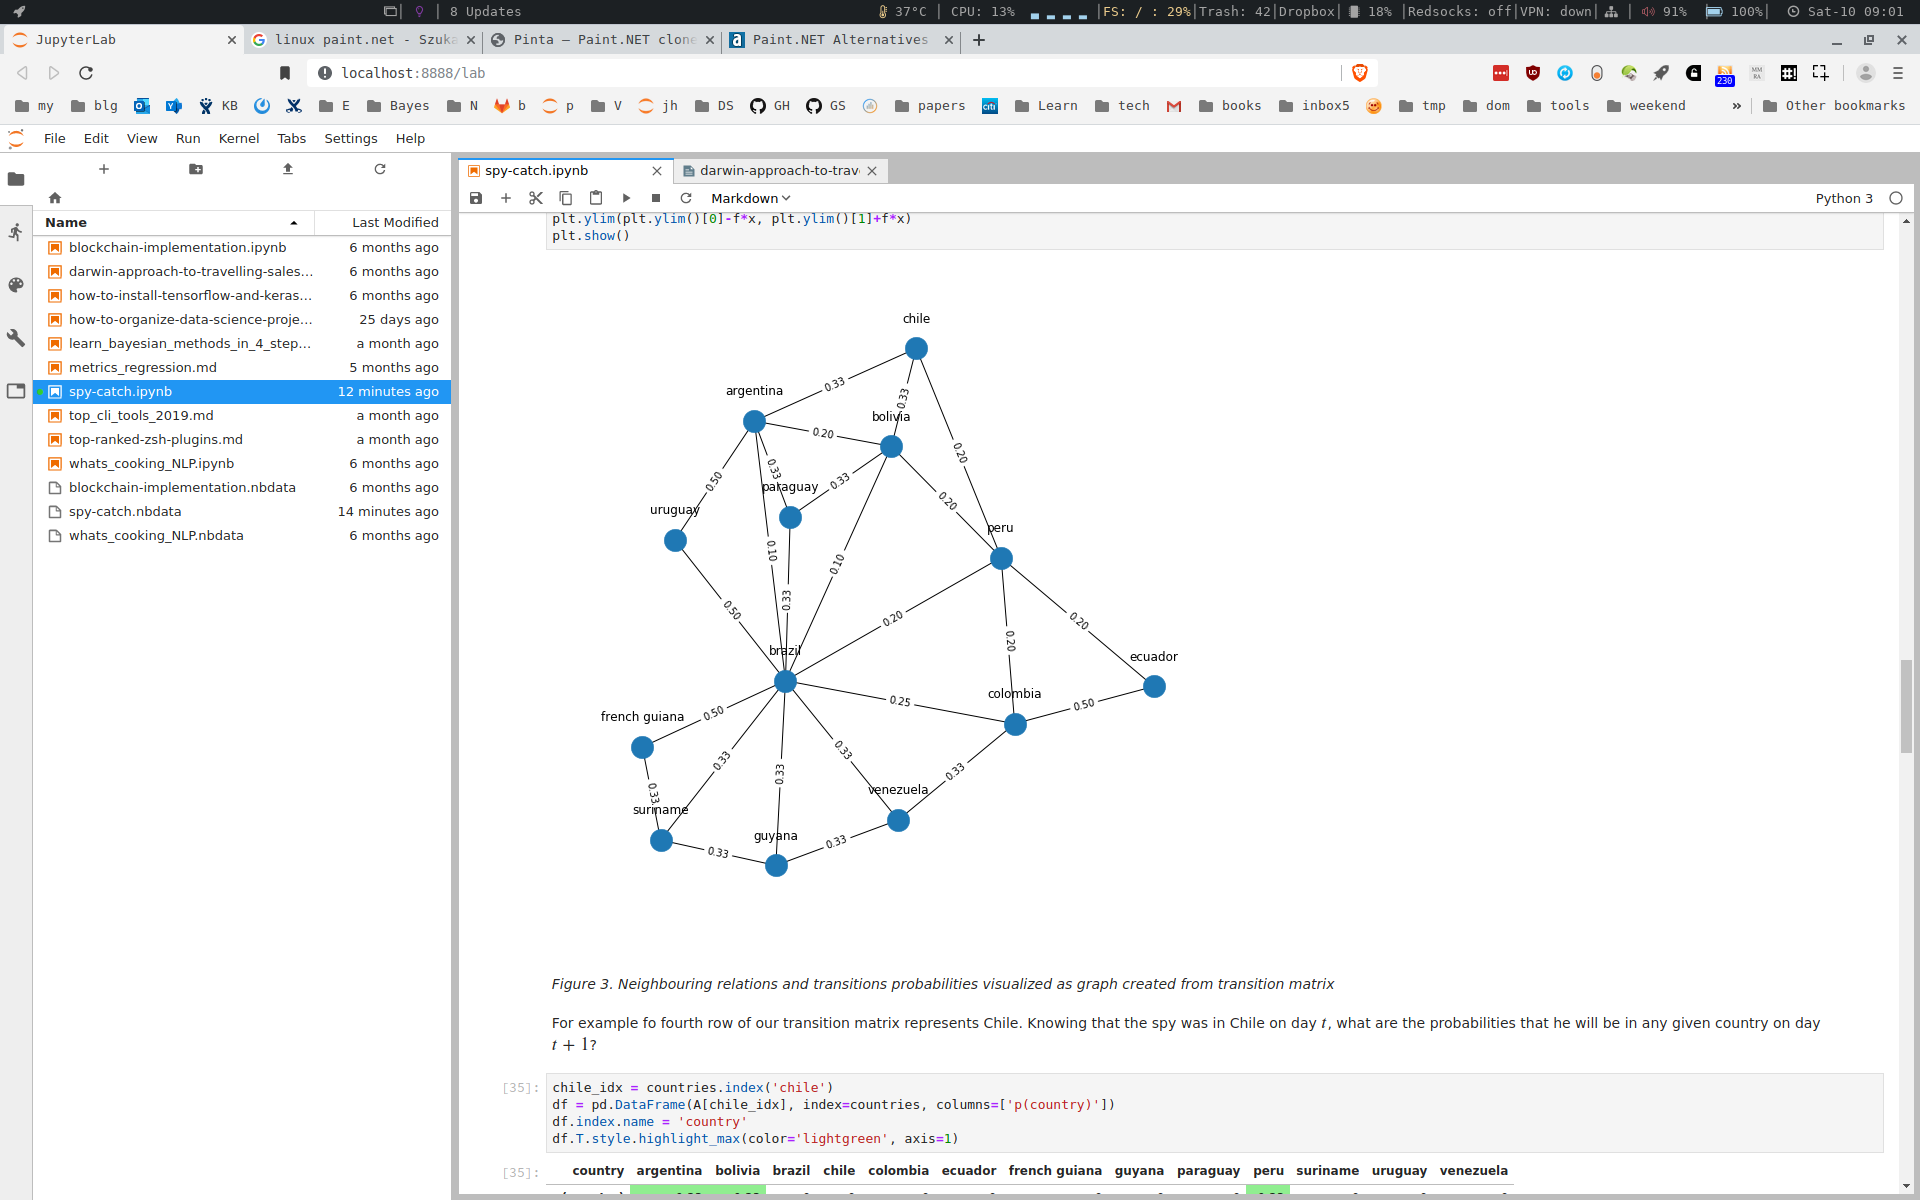 8 Updates
37°C | CPU: 13% | FS: / : 29%|Trash: 42|Dropbox| 18% |Redsocks: off|VPN: down| | 91% 100%| Sat-10 09:01
JupyterLab
linux paint.net - Szuka
Pinta – Paint.NET clone
Paint.NET Alternatives
localhost:8888/lab
230
my blg KB E Bayes N b p V jh DS GH GS papers Learn tech books inbox5 tmp dom tools weekend » Other bookmarks
File Edit View Run Kernel Tabs Settings Help
Name Last Modified
blockchain-implementation.ipynb 6 months ago
darwin-approach-to-travelling-sales... 6 months ago
how-to-install-tensorflow-and-keras... 6 months ago
how-to-organize-data-science-proje... 25 days ago
learn_bayesian_methods_in_4_step... a month ago
metrics_regression.md 5 months ago
spy-catch.ipynb 12 minutes ago
top_cli_tools_2019.md a month ago
top-ranked-zsh-plugins.md a month ago
whats_cooking_NLP.ipynb 6 months ago
blockchain-implementation.nbdata 6 months ago
spy-catch.nbdata 14 minutes ago
whats_cooking_NLP.nbdata 6 months ago
spy-catch.ipynb
darwin-approach-to-trav
Markdown
Python 3
plt.ylim(plt.ylim()[0]-f*x, plt.ylim()[1]+f*x)
plt.show()
chile
0.33
argentina
0.33
bolivia
0.20
0.20
0.33
0.50
0.33
paraguay
0.20
uruguay
peru
0.10
0.10
0.33
0.50
0.20
0.20
0.20
brazil
ecuador
colombia
0.25
0.50
0.50
french guiana
0.33
0.33
0.33
0.33
0.33
venezuela
suriname
guyana
0.33
0.33
Figure 3. Neighbouring relations and transitions probabilities visualized as graph created from transition matrix
For example fo fourth row of our transition matrix represents Chile. Knowing that the spy was in Chile on day t, what are the probabilities that he will be in any given country on day
t + 1?
[35]:
chile_idx = countries.index('chile')
df = pd.DataFrame(A[chile_idx], index=countries, columns=['p(country)'])
df.index.name = 'country'
df.T.style.highlight_max(color='lightgreen', axis=1)
[35]:
country argentina bolivia brazil chile colombia ecuador french guiana guyana paraguay peru suriname uruguay venezuela